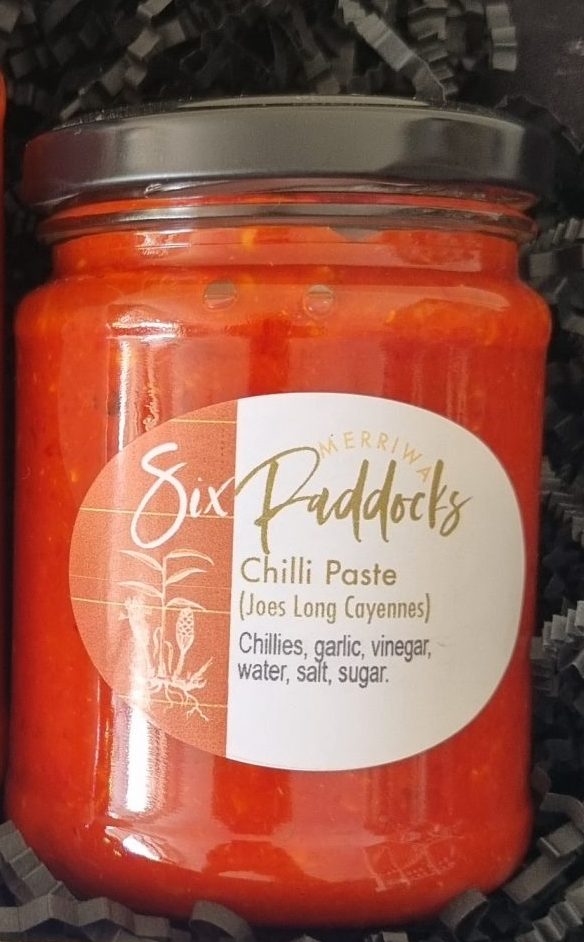 MERRIWA
Six Paddocks
Chilli Paste
(Joes Long Cayennes)
Chillies, garlic, vinegar,
water, salt, sugar.